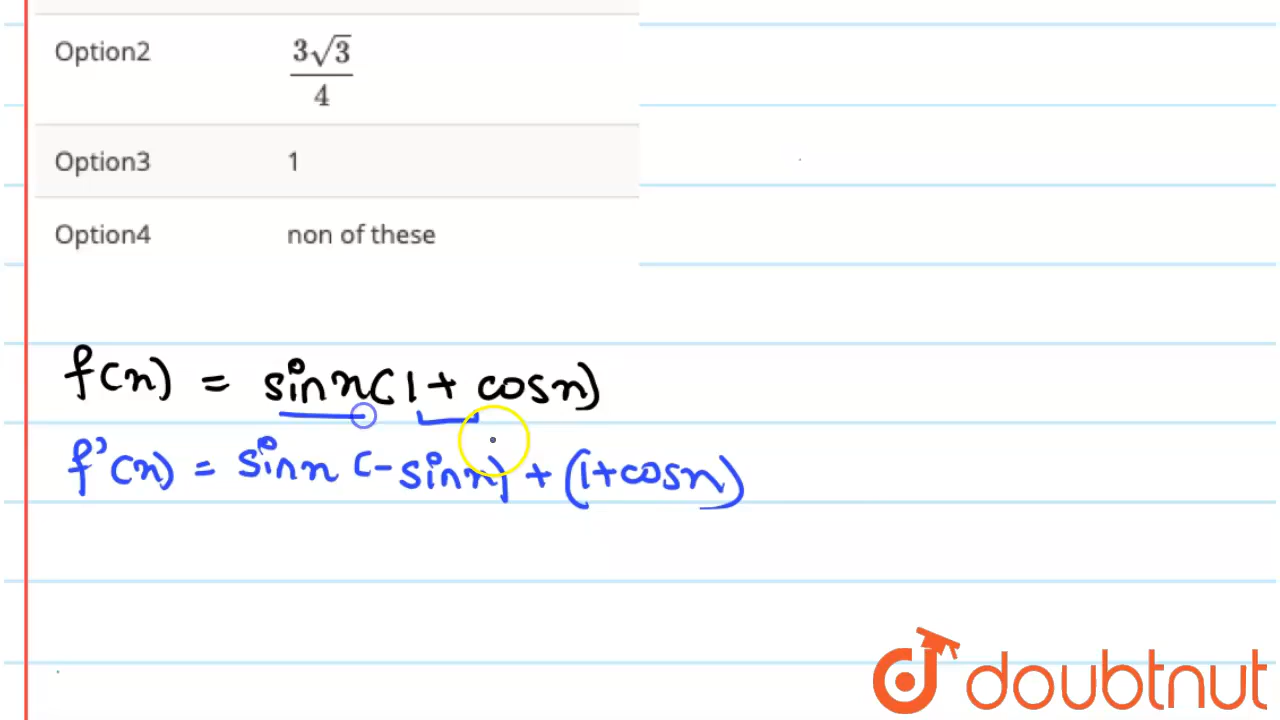 Option2 3√3/4
Option3 1
Option4 non of these
f(x) = sinx(1 + cosx)
f'(x) = sinx (-sinx) + (1+cosx)
doubtnut